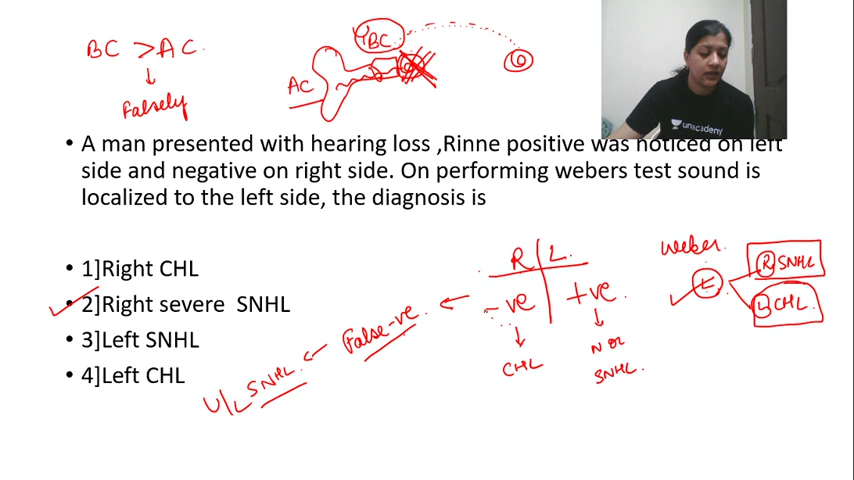 BC > AC
Falsely
BC
AC
unacademy
• A man presented with hearing loss ,Rinne positive was noticed on left
side and negative on right side. On performing webers test sound is
localized to the left side, the diagnosis is
• 1]Right CHL
• 2]Right severe SNHL
• 3]Left SNHL
• 4]Left CHL
R L
-ve +ve
CHL
N or
SNHL.
False-ve.
U/L SNHL.
Weber.
L
R SNHL
L CHL